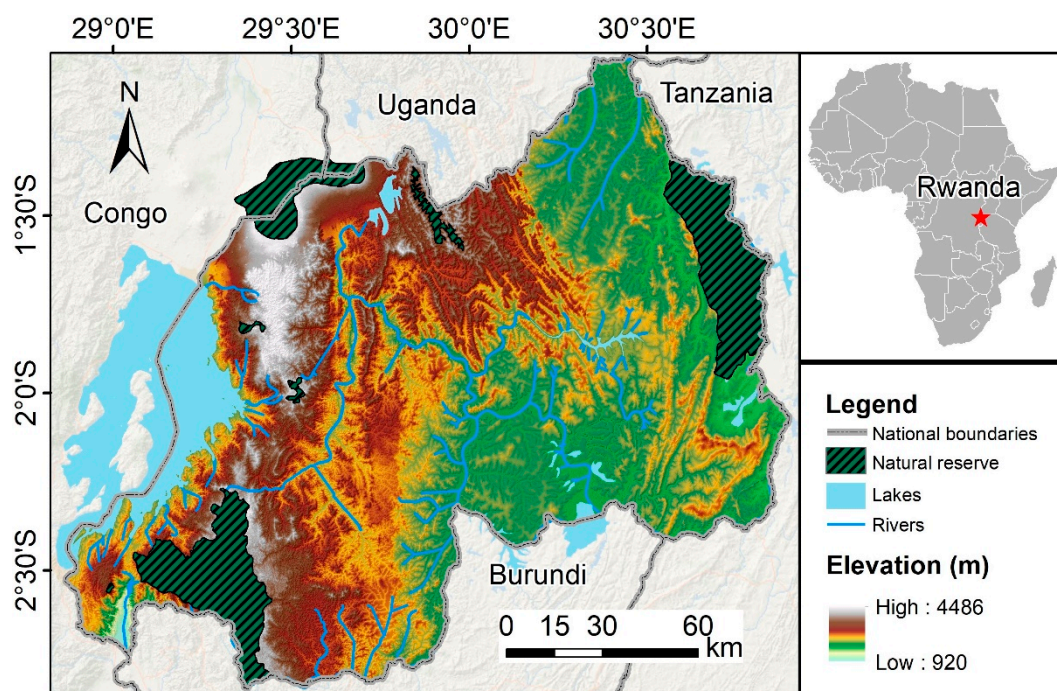 29°0'E
29°30'E
30°0'E
30°30'E
N
Uganda
Tanzania
Congo
Rwanda
1°30'S
2°0'S
2°30'S
Burundi
0 15 30 60
km
Legend
National boundaries
Natural reserve
Lakes
Rivers
Elevation (m)
High : 4486
Low : 920